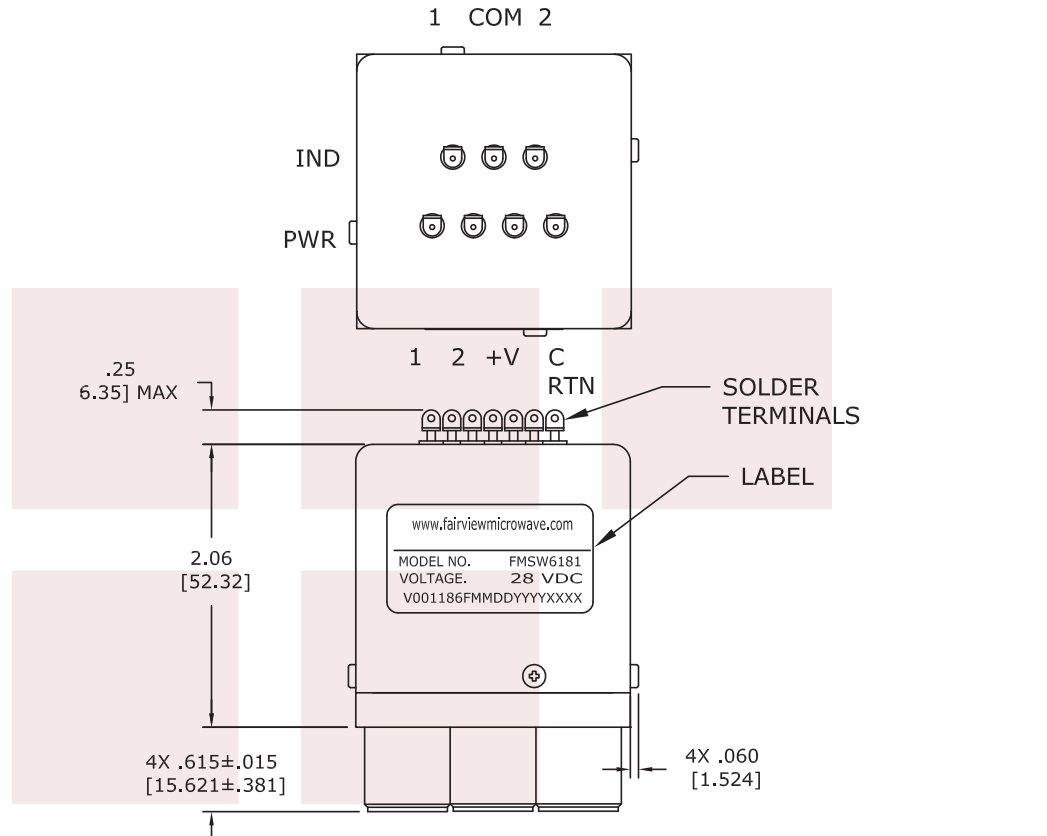 1 COM 2
IND
PWR
1 2 +V C
RTN
.25
6.35] MAX
SOLDER
TERMINALS
LABEL
www.fairviewmicrowave.com
MODEL NO. FMSW6181
VOLTAGE. 28 VDC
V001186FMMDDYYYYXXXX
2.06
[52.32]
4X .615±.015
[15.621±.381]
4X .060
[1.524]